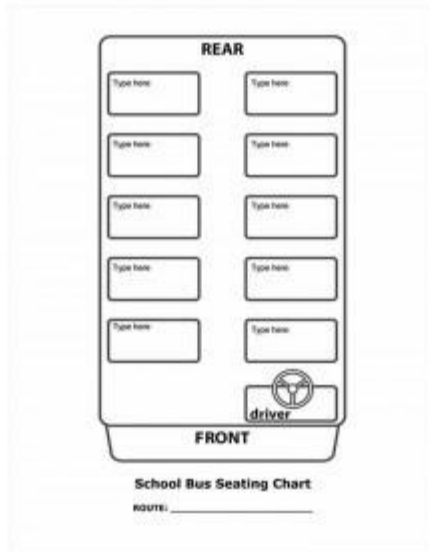 REAR
Type here Type here
Type here Type here
Type here Type here
Type here Type here
Type here Type here
driver
FRONT
School Bus Seating Chart
ROUTE: ____________________